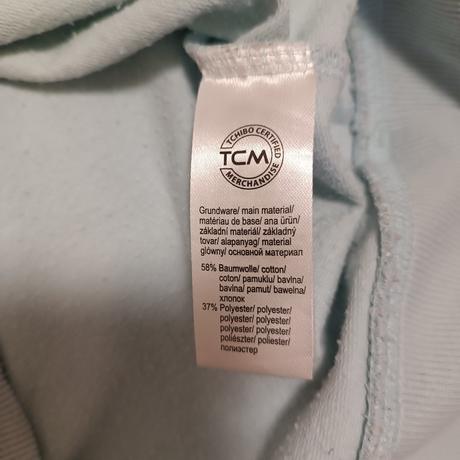 TCHIBO CERTIFIED
TCM
MERCHANDISE
Grundware/ main material/
matériau de base/ ana ürün/
základní materiál/ základný
tovar/ alapanyag/ material
główny/ основной материал
58% Baumwolle/ cotton/
coton/ pamuklu/ bavlna/
bavlna/ pamut/ bawełna/
хлопок
37% Polyester/ polyester/
polyester/ polyester/
polyester/ polyester/
poliészter/ poliester/
полиэстер